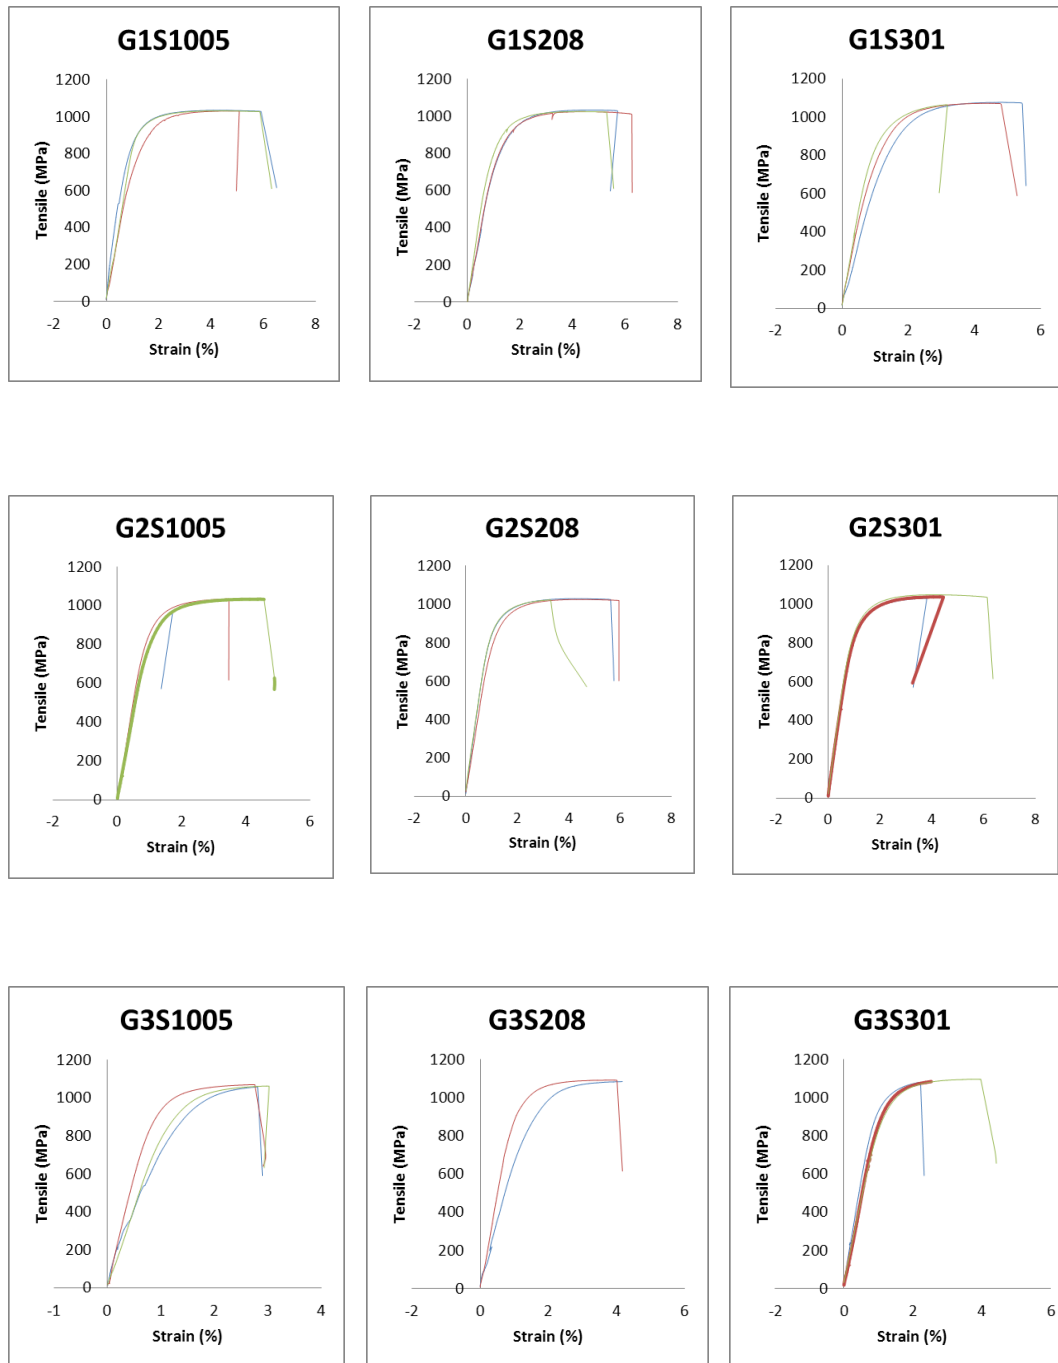 G1S1005
1200
1000
800
600
400
200
0
-2 0 2 4 6 8
Tensile (MPa)
Strain (%)
G1S208
1200
1000
800
600
400
200
0
-2 0 2 4 6 8
Tensile (MPa)
Strain (%)
G1S301
1200
1000
800
600
400
200
0
-2 0 2 4 6
Tensile (MPa)
Strain (%)
G2S1005
1200
1000
800
600
400
200
0
-2 0 2 4 6
Tensile (MPa)
Strain (%)
G2S208
1200
1000
800
600
400
200
0
-2 0 2 4 6 8
Tensile (MPa)
Strain (%)
G2S301
1200
1000
800
600
400
200
0
-2 0 2 4 6 8
Tensile (MPa)
Strain (%)
G3S1005
1200
1000
800
600
400
200
0
-1 0 1 2 3 4
Tensile (MPa)
Strain (%)
G3S208
1200
1000
800
600
400
200
0
-2 0 2 4 6
Tensile (MPa)
Strain (%)
G3S301
1200
1000
800
600
400
200
0
-2 0 2 4 6
Tensile (MPa)
Strain (%)